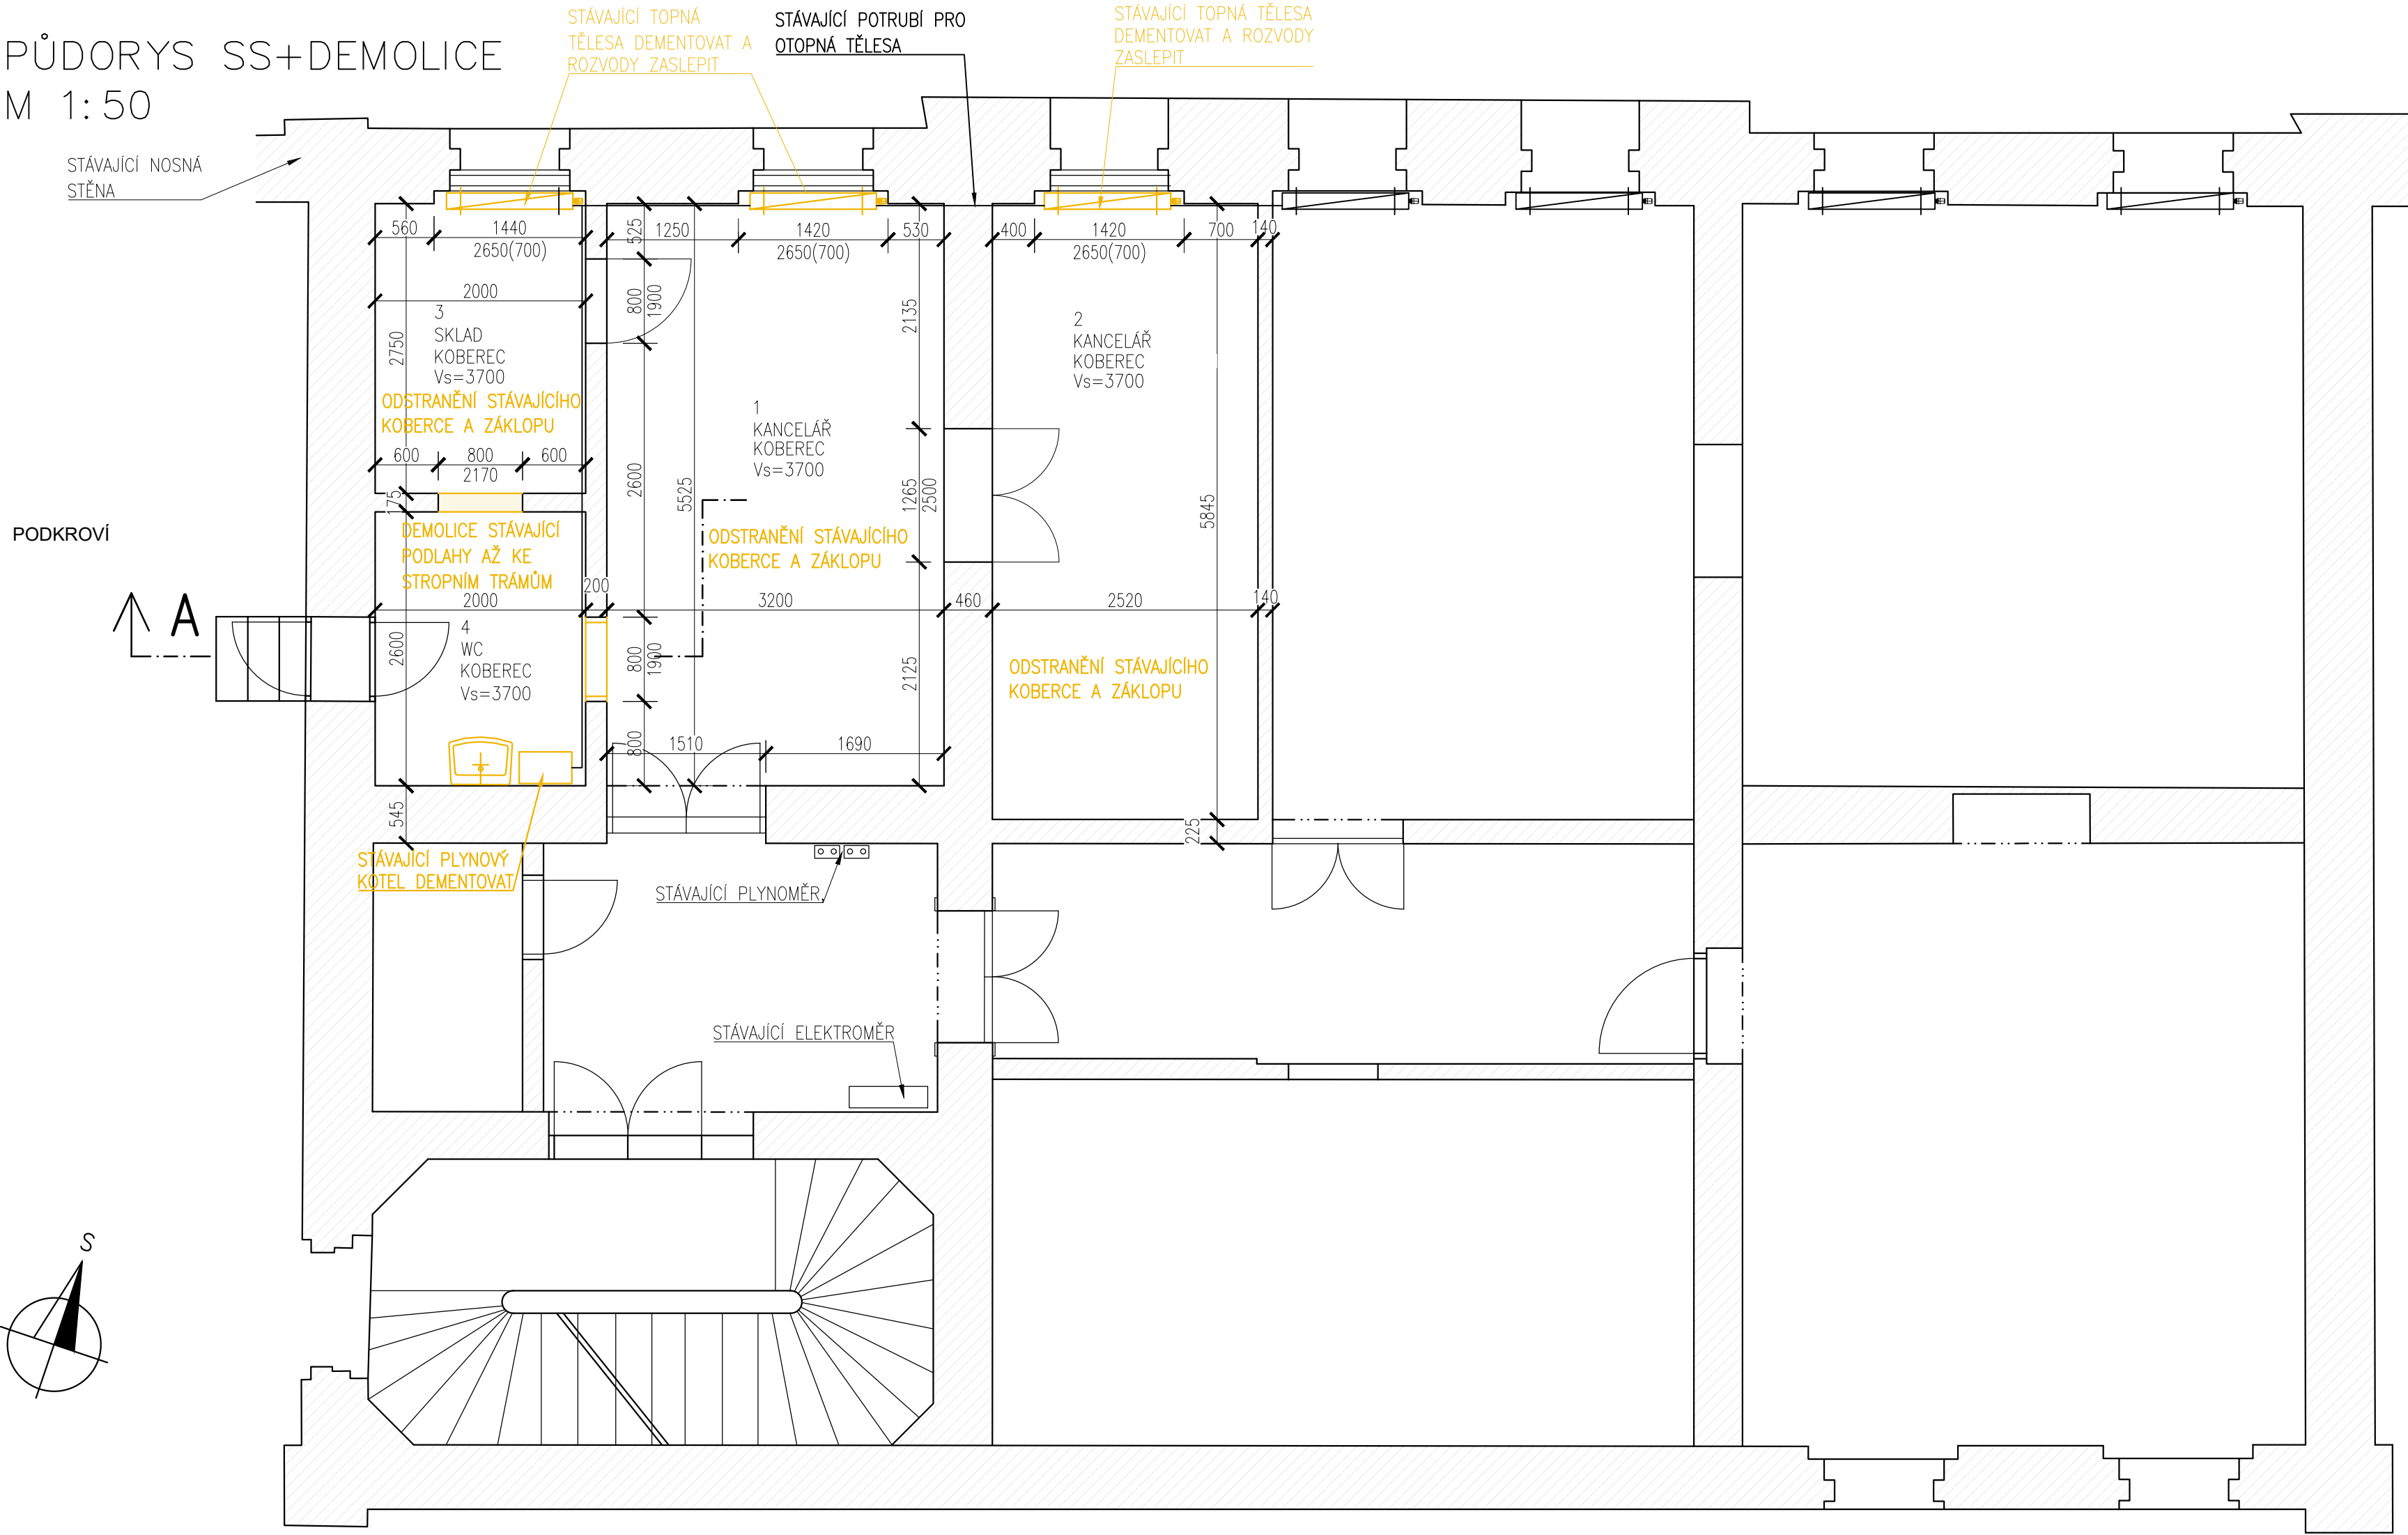 PŮDORYS SS+DEMOLICE
M 1:50
STÁVAJÍCÍ TOPNÁ
TĚLESA DEMENTOVAT A
ROZVODY ZASLEPIT
STÁVAJÍCÍ POTRUBÍ PRO
OTOPNÁ TĚLESA
STÁVAJÍCÍ TOPNÁ TĚLESA
DEMENTOVAT A ROZVODY
ZASLEPIT
STÁVAJÍCÍ NOSNÁ
STĚNA
560
1440
2650(700)
525
1250
1420
2650(700)
530
400
1420
2650(700)
700
140
2000
3
SKLAD
KOBEREC
Vs=3700
2750
800
1900
2135
2
KANCELÁŘ
KOBEREC
Vs=3700
ODSTRANĚNÍ STÁVAJÍCÍHO
KOBERCE A ZÁKLOPU
1
KANCELÁŘ
KOBEREC
Vs=3700
600
800
600
2170
175
2600
5525
1265
2500
5845
PODKROVÍ
DEMOLICE STÁVAJÍCÍ
PODLAHY AŽ KE
STROPNÍM TRÁMŮM
ODSTRANĚNÍ STÁVAJÍCÍHO
KOBERCE A ZÁKLOPU
A
2000
200
3200
460
2520
140
4
WC
KOBEREC
Vs=3700
2600
800
1900
2125
ODSTRANĚNÍ STÁVAJÍCÍHO
KOBERCE A ZÁKLOPU
800
1510
1690
545
225
STÁVAJÍCÍ PLYNOVÝ
KOTEL DEMENTOVAT
STÁVAJÍCÍ PLYNOMĚR.
STÁVAJÍCÍ ELEKTROMĚR
S